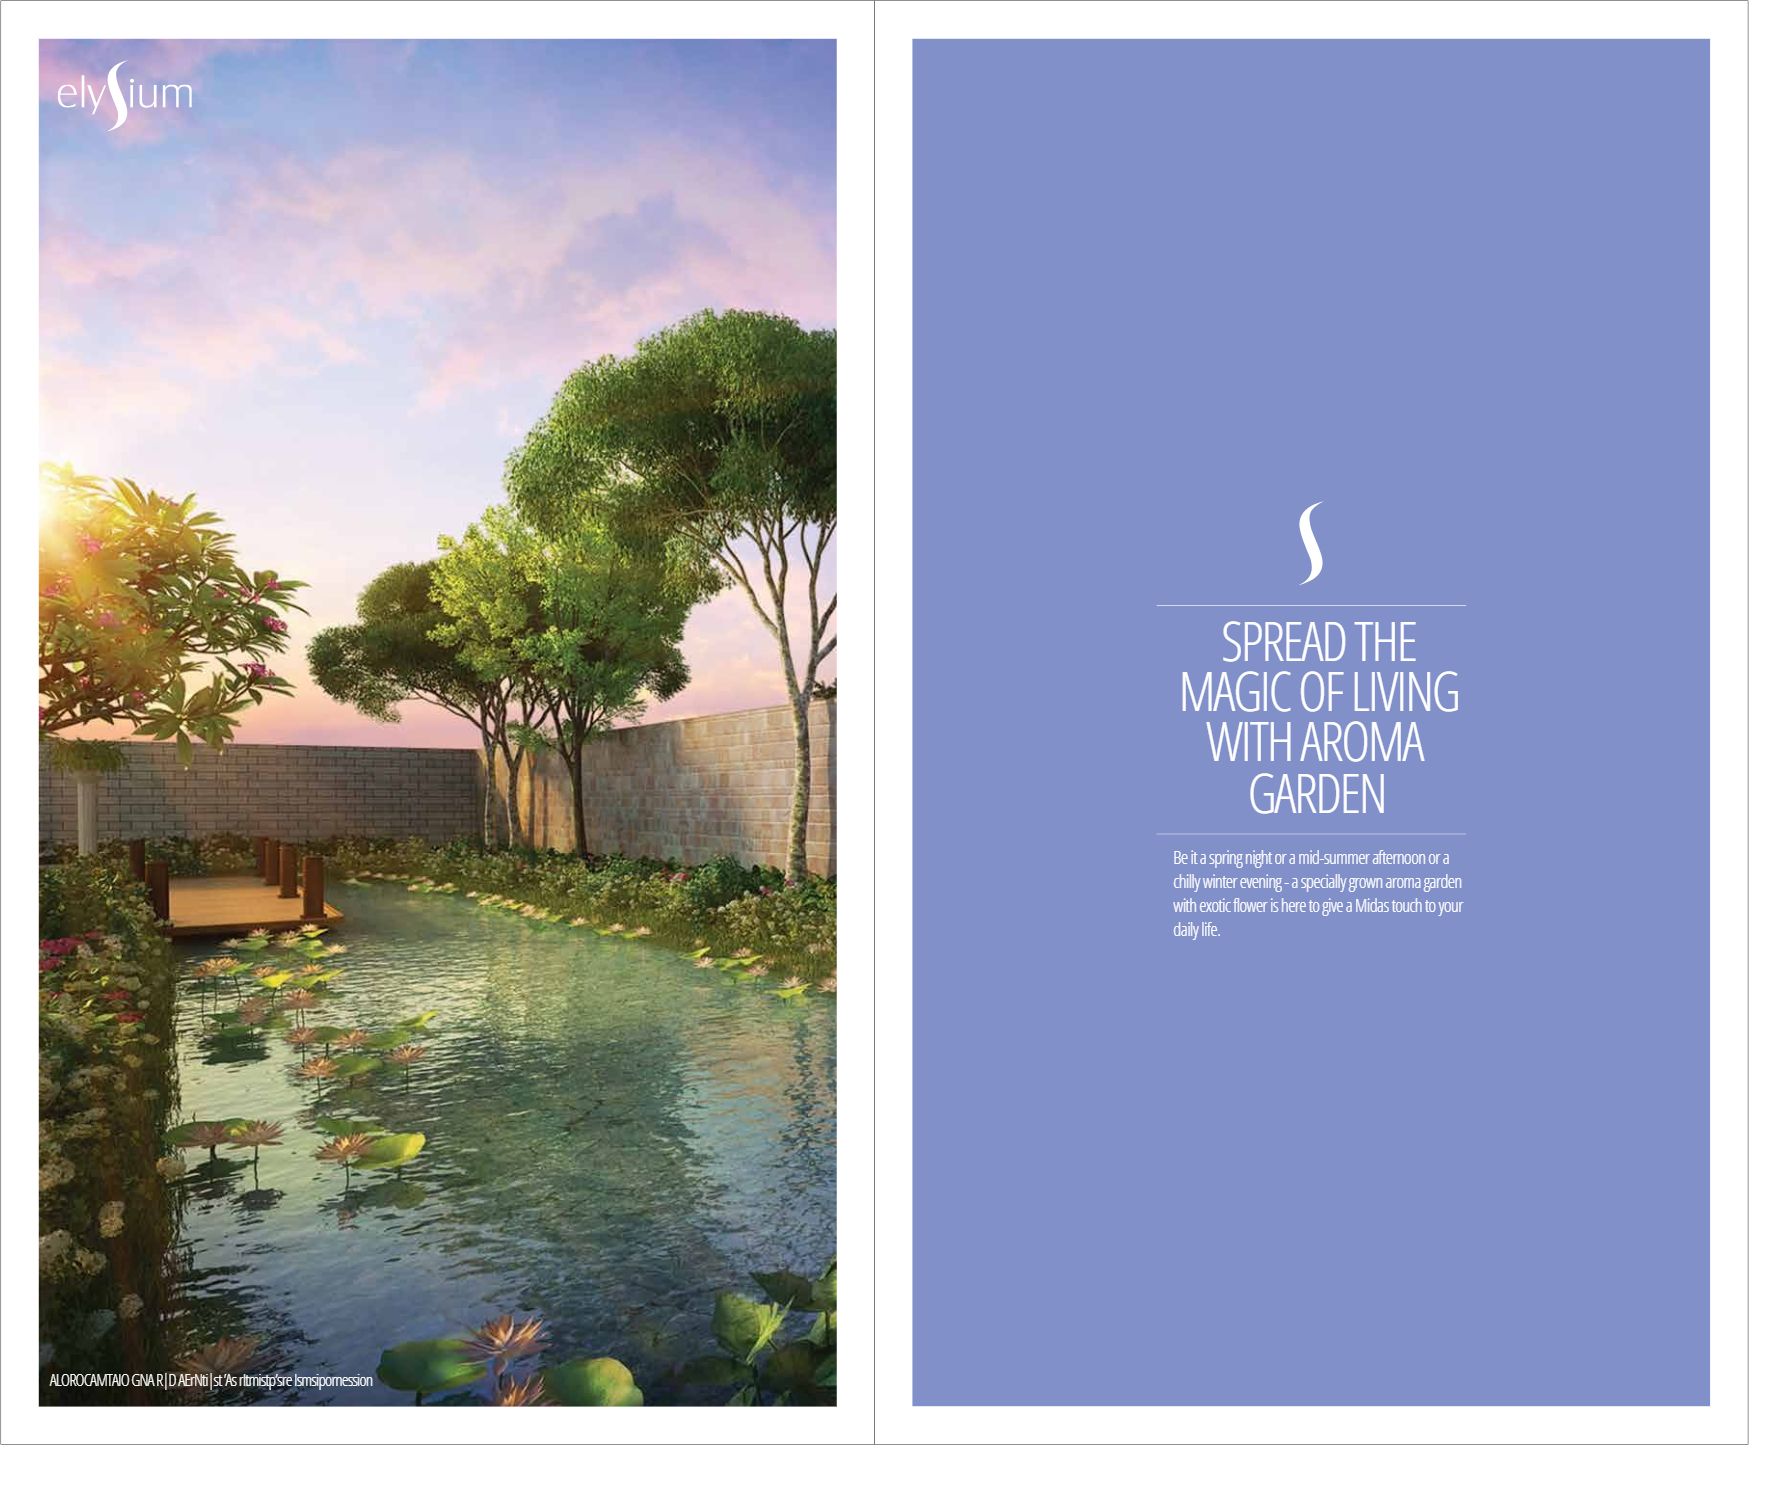 elySium
ALOROCAMTAIO GNA R|D AErNti|st 'As rItmistp'sre Ismsipornession
SPREAD THE
MAGIC OF LIVING
WITH AROMA
GARDEN
Be it a spring night or a mid-summer afternoon or a
chilly winter evening - a specially grown aroma garden
with exotic flower is here to give a Midas touch to your
daily life.